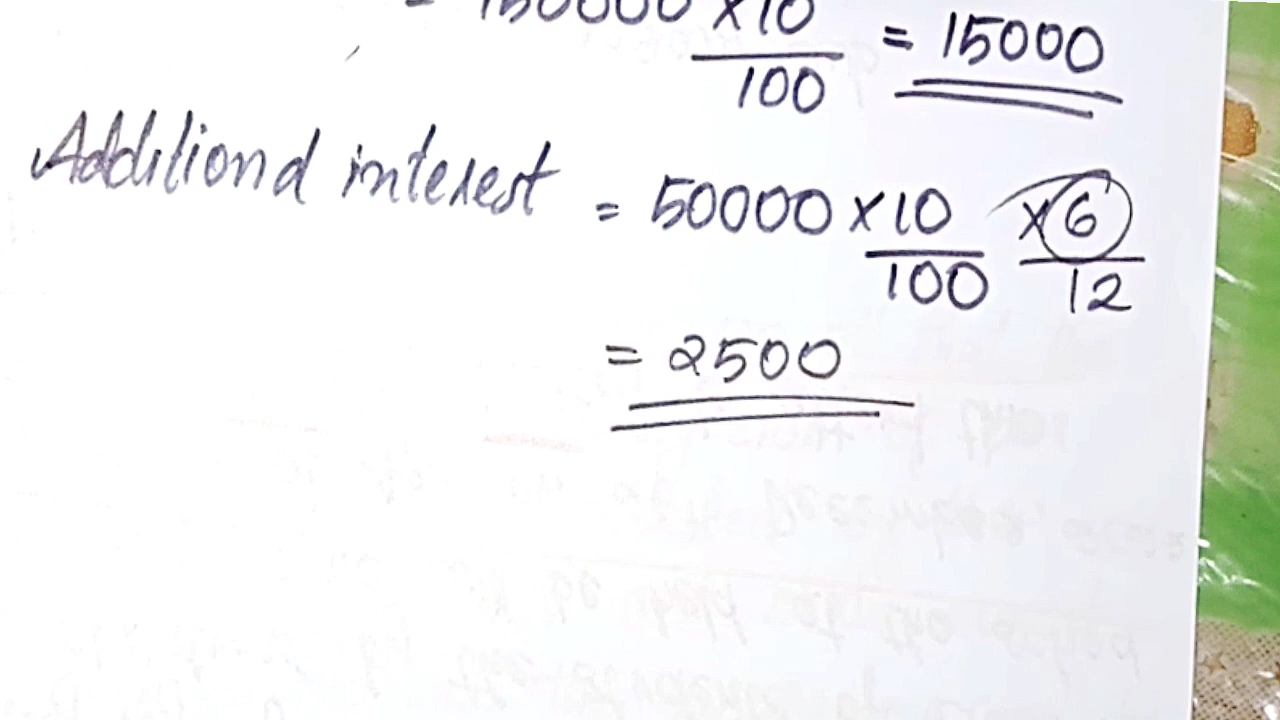 = 150000 × 10 / 100 = 15000
Additional interest = 50000 × 10 / 100 × 6 / 12
= 2500